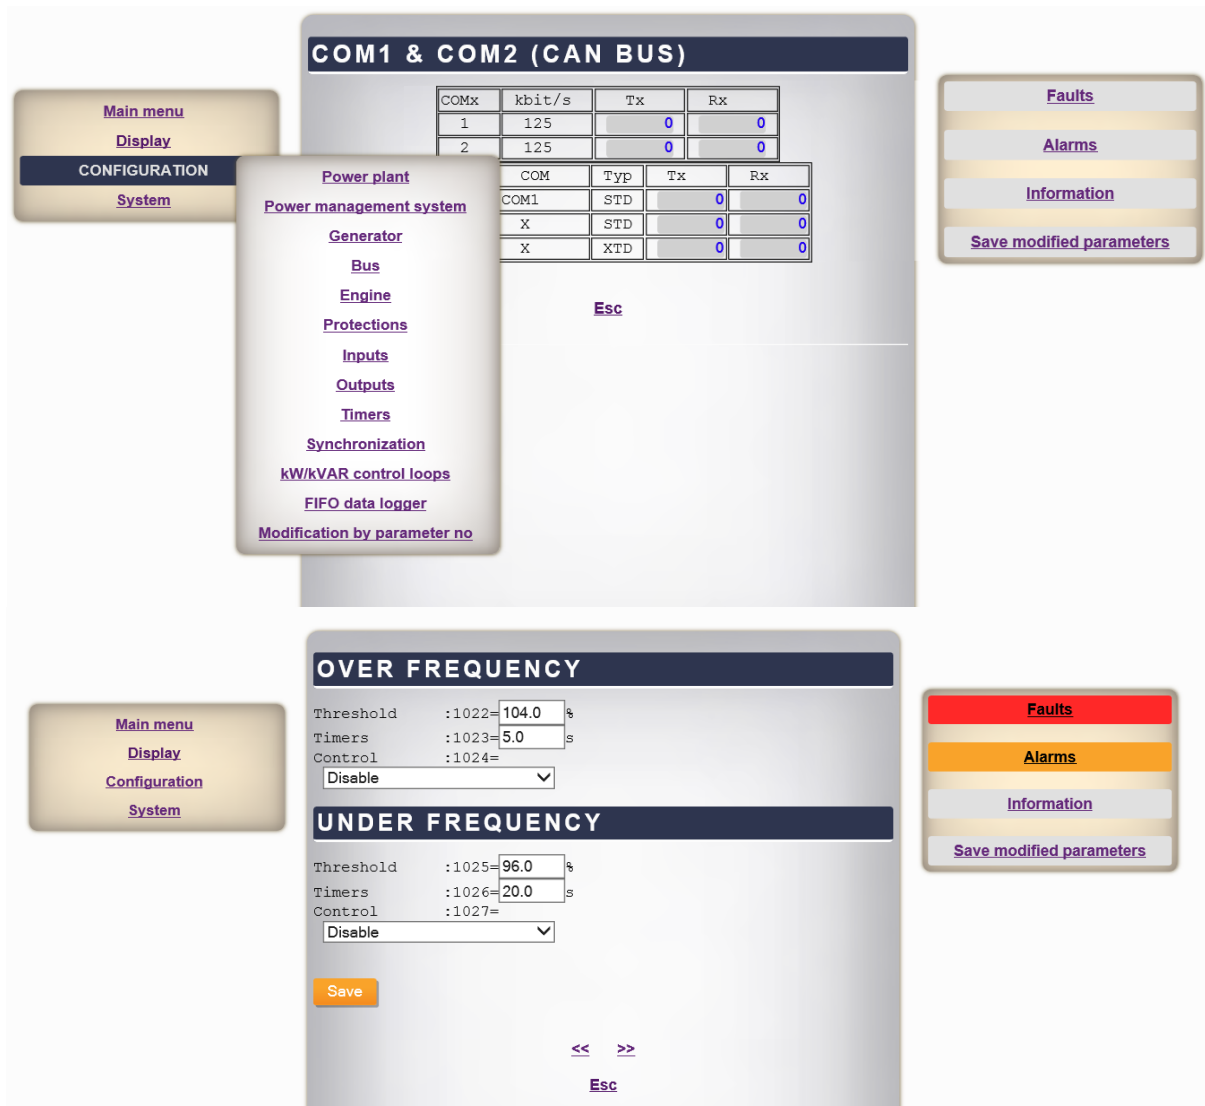 COM1 & COM2 (CAN BUS)
Main menu
Display
CONFIGURATION
System
COMx kbit/s Tx Rx
1 125 0 0
2 125 0 0
COM Typ Tx Rx
COM1 STD 0 0
X STD 0 0
X XTD 0 0
Esc
Power plant
Power management system
Generator
Bus
Engine
Protections
Inputs
Outputs
Timers
Synchronization
kW/kVAR control loops
FIFO data logger
Modification by parameter no
Faults
Alarms
Information
Save modified parameters
Main menu
Display
Configuration
System
OVER FREQUENCY
Threshold :1022= 104.0 %
Timers :1023= 5.0 s
Control :1024=
Disable
UNDER FREQUENCY
Threshold :1025= 96.0 %
Timers :1026= 20.0 s
Control :1027=
Disable
Save
<< >>
Esc
Faults
Alarms
Information
Save modified parameters